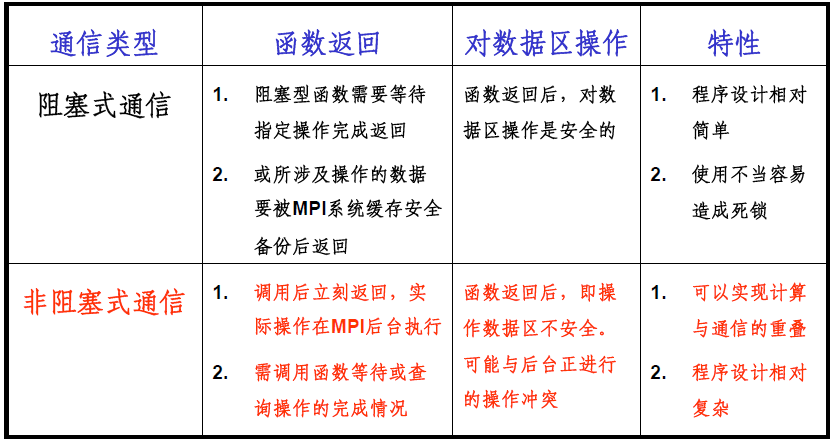 通信类型
函数返回
对数据区操作
特性
阻塞式通信
1. 阻塞型函数需要等待
指定操作完成返回
2. 或所涉及操作的数据
要被MPI系统缓存安全
备份后返回
函数返回后，对数
据区操作是安全的
1. 程序设计相对
简单
2. 使用不当容易
造成死锁
非阻塞式通信
1. 调用后立刻返回，实
际操作在MPI后台执行
2. 需调用函数等待或查
询操作的完成情况
函数返回后，即操
作数据区不安全。
可能与后台正进行
的操作冲突
1. 可以实现计算
与通信的重叠
2. 程序设计相对
复杂